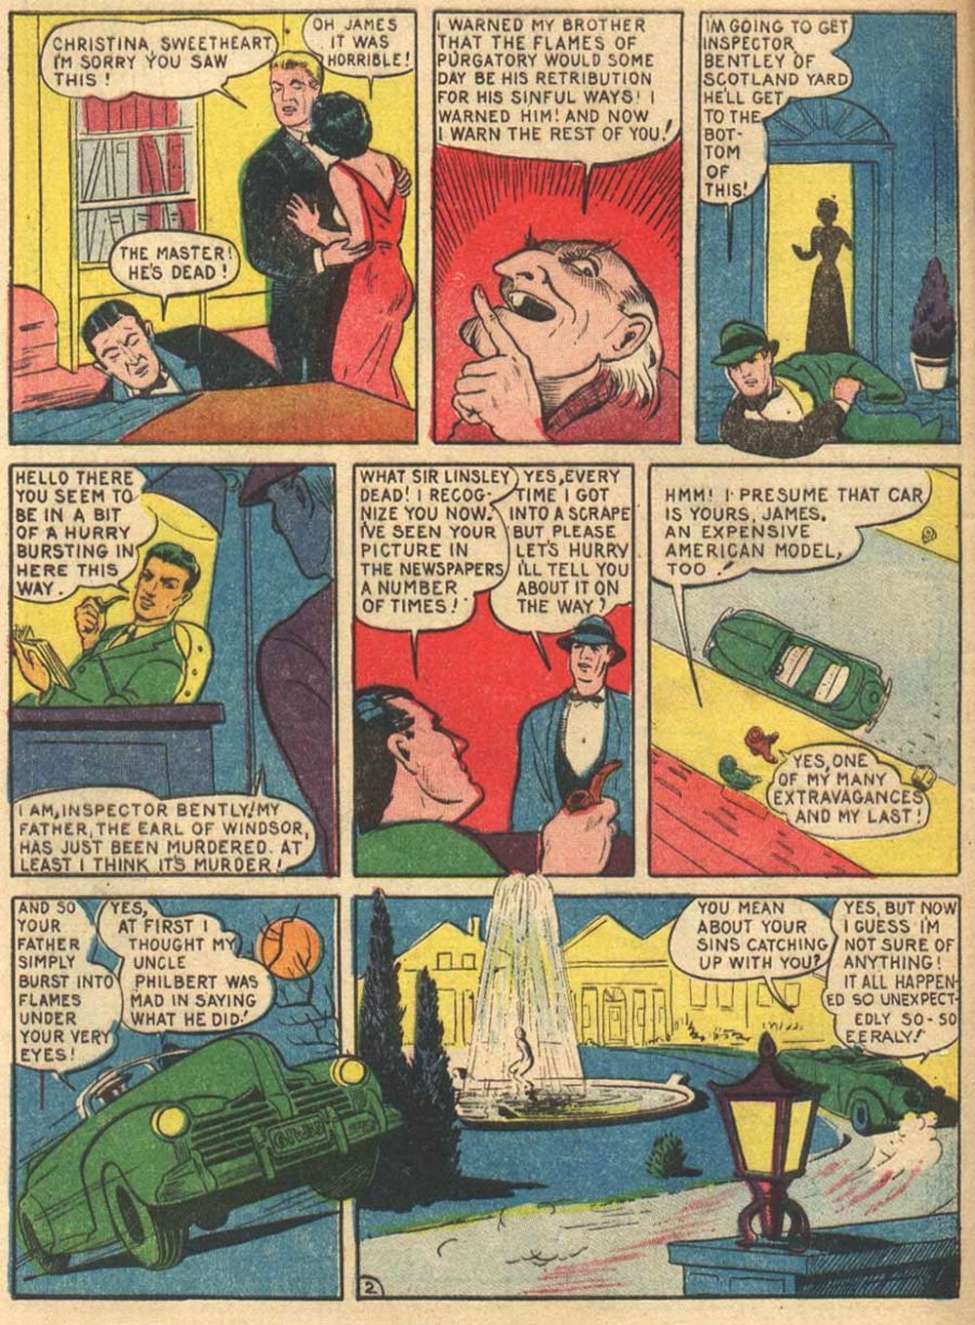 CHRISTINA, SWEETHEART
I'M SORRY YOU SAW
THIS!
OH JAMES
IT WAS
HORRIBLE!
THE MASTER!
HE'S DEAD!
I WARNED MY BROTHER
THAT THE FLAMES OF
PURGATORY WOULD SOME
DAY BE HIS RETRIBUTION
FOR HIS SINFUL WAYS! I
WARNED HIM! AND NOW
I WARN THE REST OF YOU!
I'M GOING TO GET
INSPECTOR
BENTLEY OF
SCOTLAND YARD
HE'LL GET
TO THE
BOT-
TOM
OF
THIS!
HELLO THERE
YOU SEEM TO
BE IN A BIT
OF A HURRY
BURSTING IN
HERE THIS
WAY.
I AM, INSPECTOR BENTLY! MY
FATHER, THE EARL OF WINDSOR,
HAS JUST BEEN MURDERED. AT
LEAST I THINK IT'S MURDER!
WHAT SIR LINSLEY
DEAD! I RECOG-
NIZE YOU NOW.
I'VE SEEN YOUR
PICTURE IN
THE NEWSPAPERS
A NUMBER
OF TIMES!
YES, EVERY
TIME I GOT
INTO A SCRAPE
BUT PLEASE
LET'S HURRY
I'LL TELL YOU
ABOUT IT ON
THE WAY?
HMM! I PRESUME THAT CAR
IS YOURS, JAMES.
AN EXPENSIVE
AMERICAN MODEL,
TOO!
YES, ONE
OF MY MANY
EXTRAVAGANCES
AND MY LAST!
AND SO
YOUR
FATHER
SIMPLY
BURST INTO
FLAMES
UNDER
YOUR VERY
EYES!
YES,
AT FIRST I
THOUGHT MY
UNCLE
PHILBERT WAS
MAD IN SAYING
WHAT HE DID!
YOU MEAN
ABOUT YOUR
SINS CATCHING
UP WITH YOU?
YES, BUT NOW
I GUESS I'M
NOT SURE OF
ANYTHING!
IT ALL HAPPEN-
ED SO UNEXPECT-
EDLY SO-SO
EERALY!
2